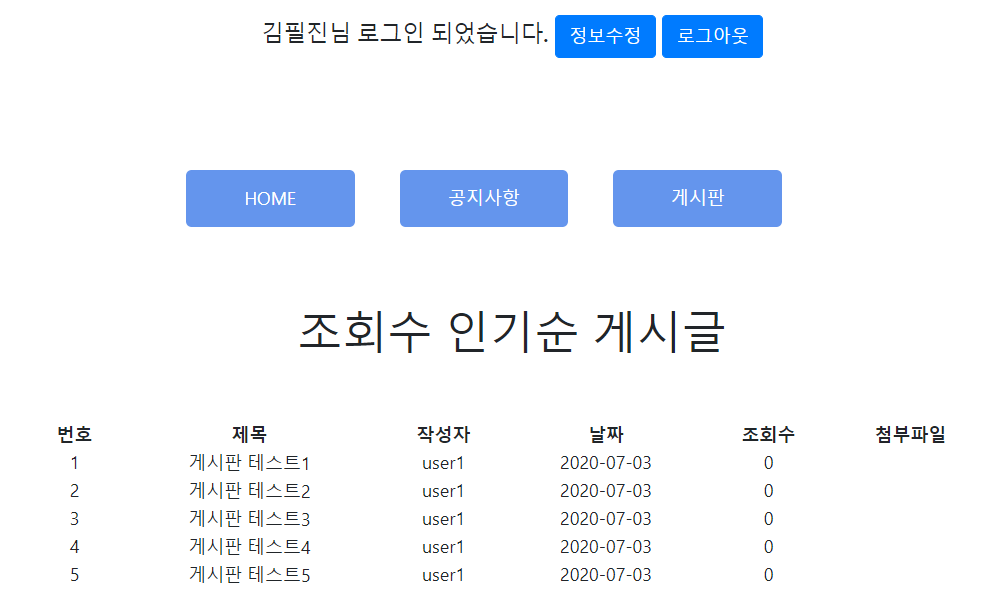 김필진님 로그인 되었습니다. 정보수정 로그아웃
HOME 공지사항 게시판
조회수 인기순 게시글
번호 제목 작성자 날짜 조회수 첨부파일
1 게시판 테스트1 user1 2020-07-03 0
2 게시판 테스트2 user1 2020-07-03 0
3 게시판 테스트3 user1 2020-07-03 0
4 게시판 테스트4 user1 2020-07-03 0
5 게시판 테스트5 user1 2020-07-03 0